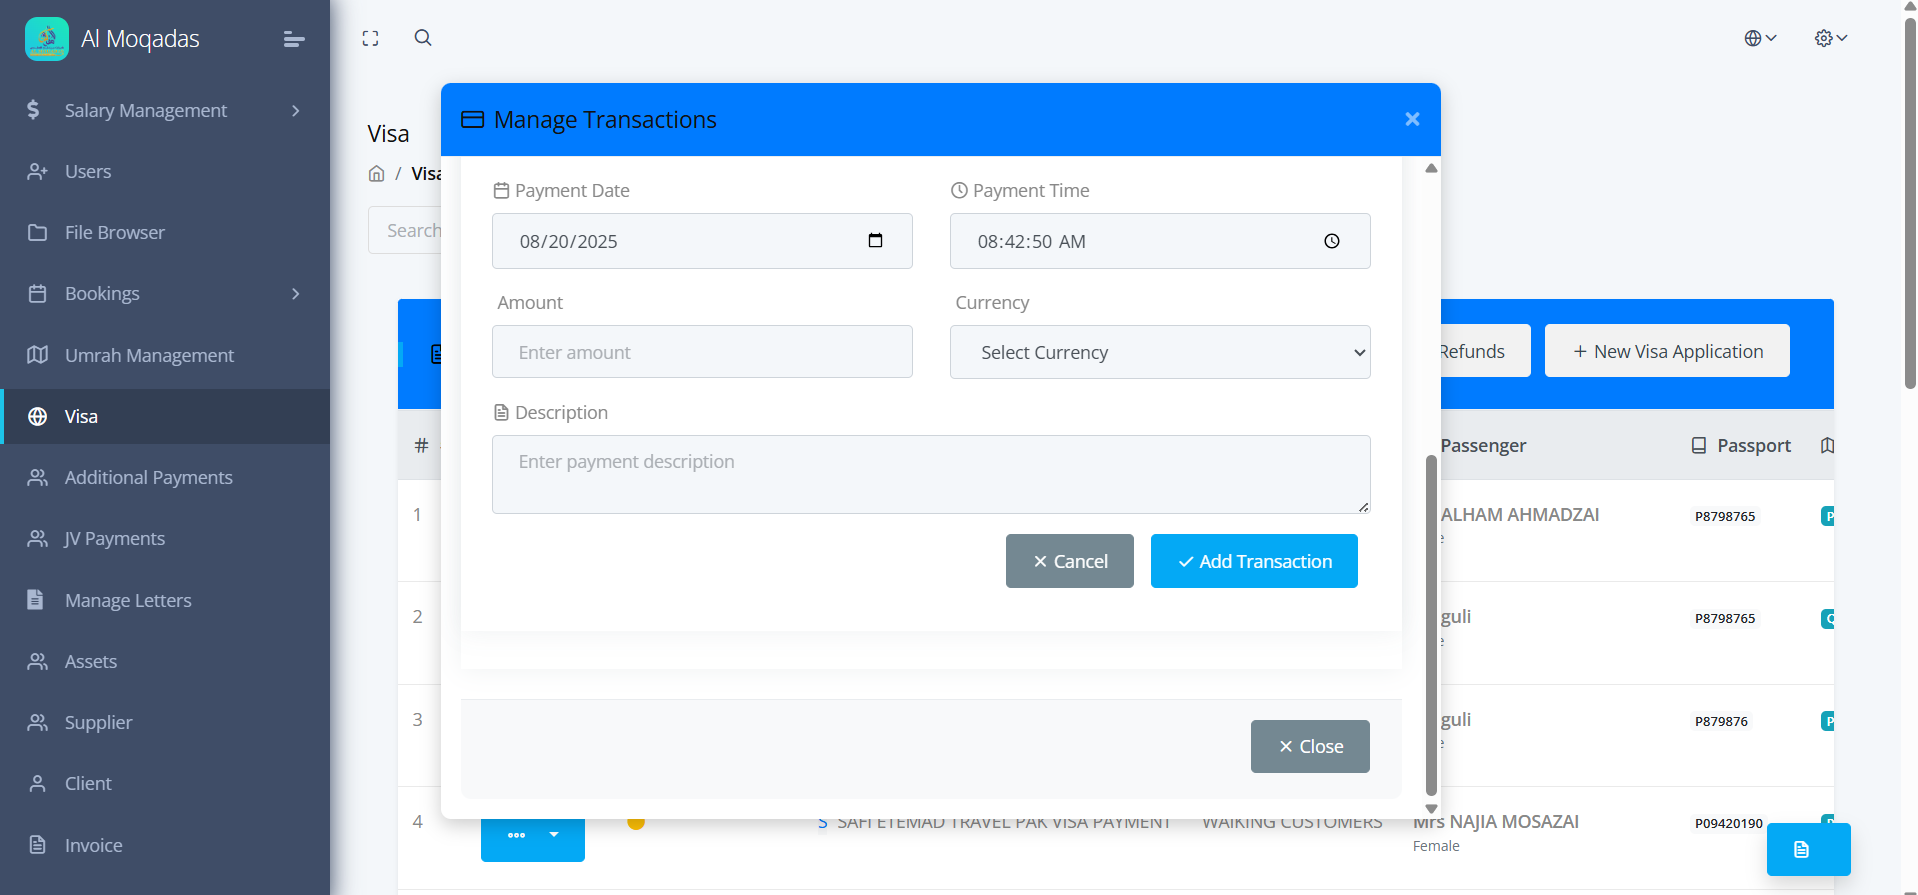 Al Moqadas
Salary Management
Users
File Browser
Bookings
Umrah Management
Visa
Additional Payments
JV Payments
Manage Letters
Assets
Supplier
Client
Invoice
Visa
/ Visa
Search
Manage Transactions
Payment Date
Payment Time
08/20/2025
08:42:50 AM
Amount
Currency
Enter amount
Select Currency
Description
Enter payment description
Cancel
Add Transaction
Close
Refunds
+ New Visa Application
#
Passenger
Passport
1
ALHAM AHMADZAI
P8798765
P
2
guli
P8798765
3
guli
P879876
P
4
S SAFI ETEMAD TRAVEL PAK VISA PAYMENT
WAIKING CUSTOMERS
Mrs NAJIA MOSAZAI
Female
P09420190